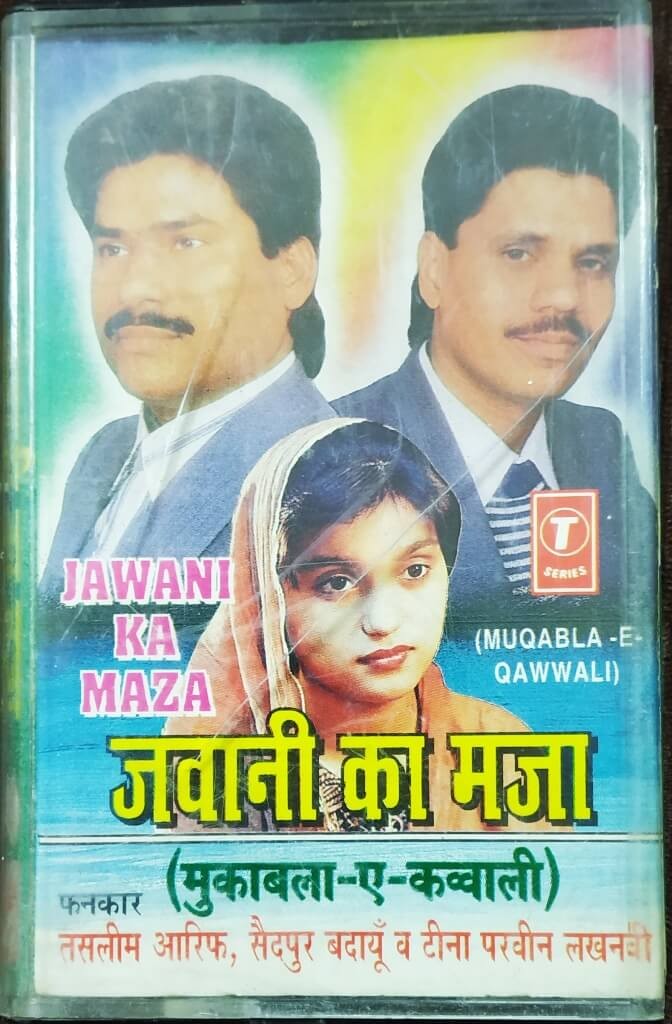 T
SERIES
JAWANI
KA
MAZA
(MUQABLA -E-
QAWWALI)
जवानी का मजा
(मुकाबला-ए-कव्वाली)
फनकार
तसलीम आरिफ, सैदपुर बदायूँ व टीना परवीन लखनवी